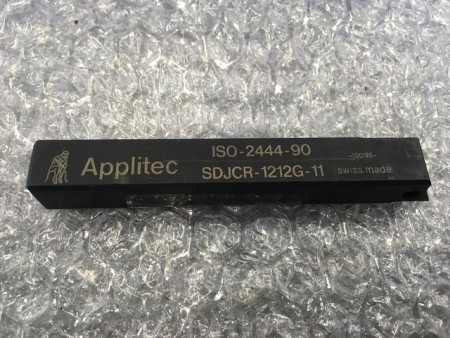 Applitec
ISO-2444-90
SDJCR-1212G-11
swiss made